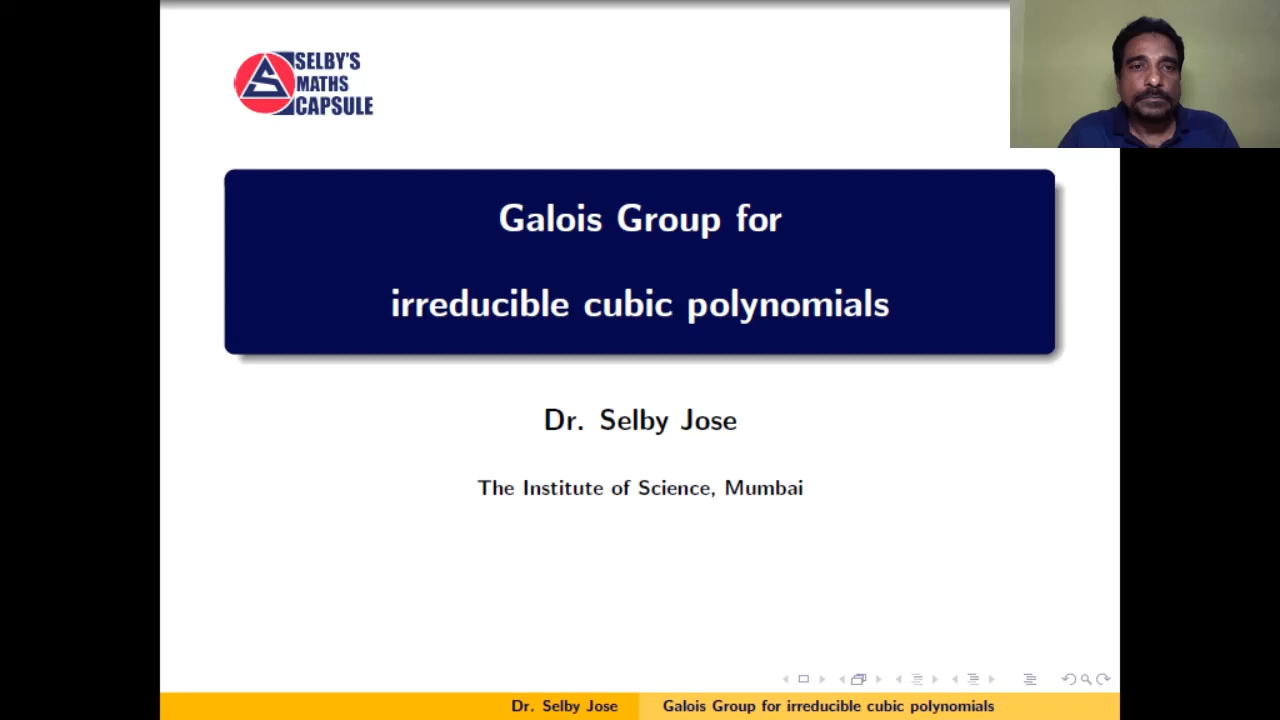 SELBY'S
MATHS
CAPSULE
Galois Group for
irreducible cubic polynomials
Dr. Selby Jose
The Institute of Science, Mumbai
Dr. Selby Jose
Galois Group for irreducible cubic polynomials